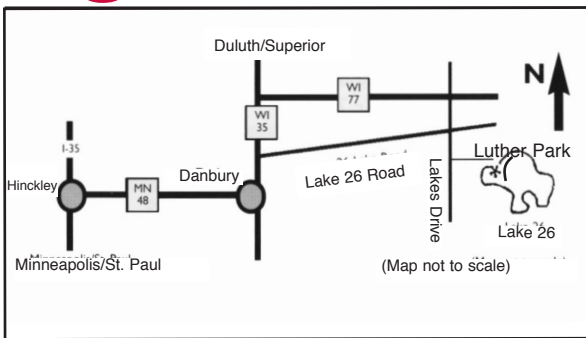 Duluth/Superior
N
WI
77
WI
35
I-35
Luther Park
Danbury
Lake 26 Road
Lakes Drive
Hinckley
MN
48
Lake 26
Minneapolis/St. Paul
(Map not to scale)